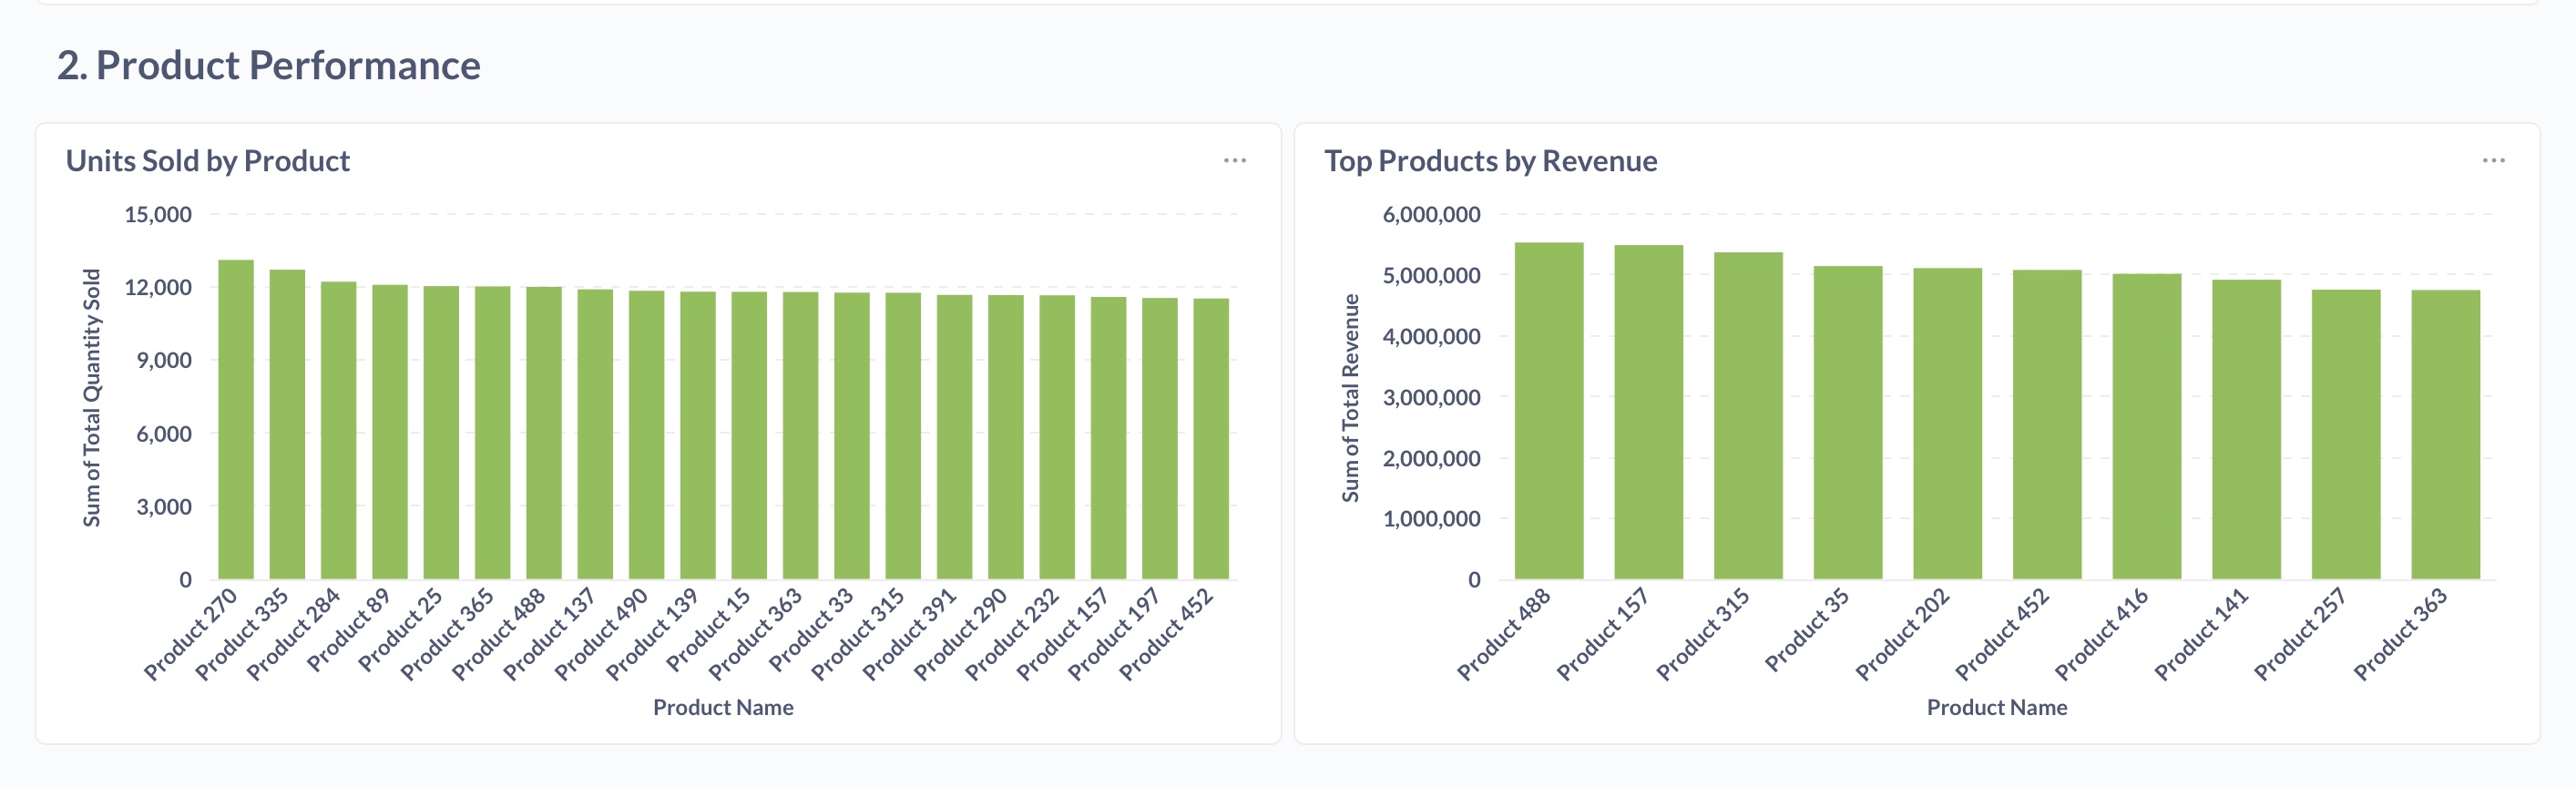 2. Product Performance
Units Sold by Product
Sum of Total Quantity Sold
15,000
12,000
9,000
6,000
3,000
0
Product 270
Product 335
Product 284
Product 89
Product 25
Product 365
Product 488
Product 137
Product 490
Product 139
Product 15
Product 363
Product 33
Product 315
Product 391
Product 290
Product 232
Product 157
Product 197
Product 452
Product Name
Top Products by Revenue
Sum of Total Revenue
6,000,000
5,000,000
4,000,000
3,000,000
2,000,000
1,000,000
0
Product 488
Product 157
Product 315
Product 35
Product 202
Product 452
Product 416
Product 141
Product 257
Product 363
Product Name